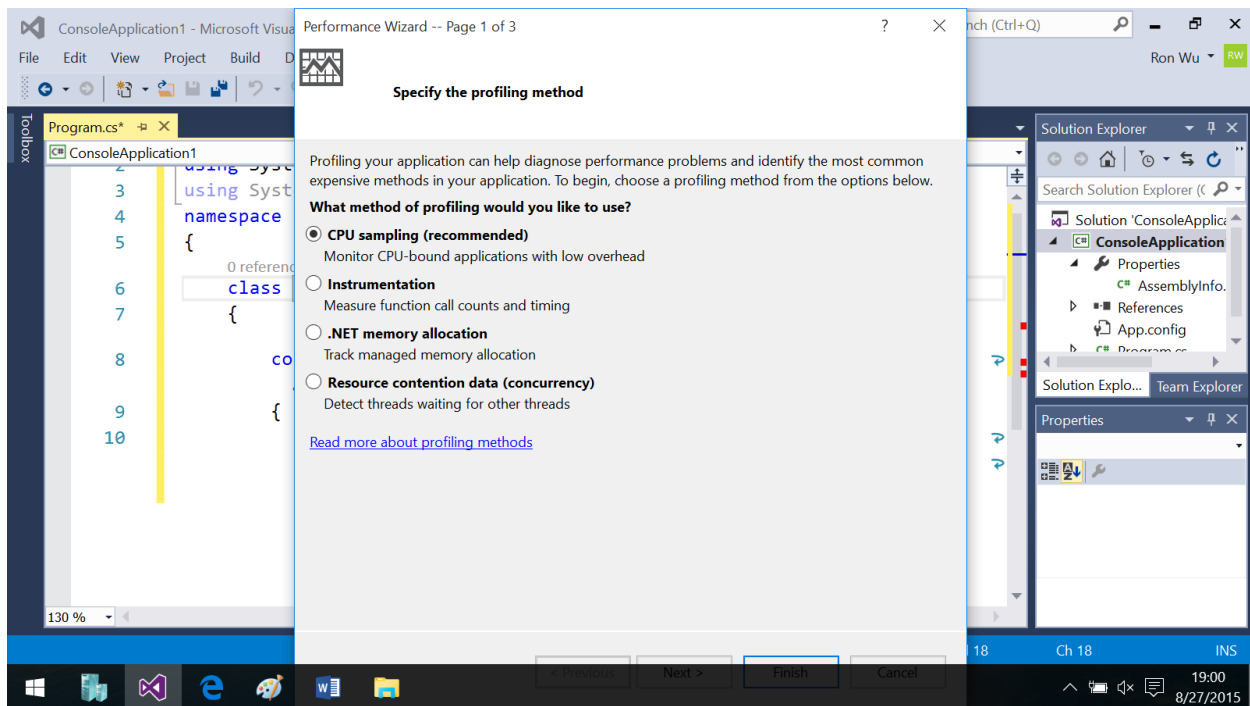 ConsoleApplication1 - Microsoft Visua
Performance Wizard -- Page 1 of 3
? 
nch (Ctrl+Q)
File Edit View Project Build D
Ron Wu RW
Specify the profiling method
Toolbox
Program.cs*
ConsoleApplication1
Profiling your application can help diagnose performance problems and identify the most common
expensive methods in your application. To begin, choose a profiling method from the options below.
What method of profiling would you like to use?
CPU sampling (recommended)
Monitor CPU-bound applications with low overhead
Instrumentation
Measure function call counts and timing
.NET memory allocation
Track managed memory allocation
Resource contention data (concurrency)
Detect threads waiting for other threads
Read more about profiling methods
2 using Syst
3 using Syst
4 namespace
5 {
0 referenc
6 class
7 {
8 co
9 {
10
130 %
< Previous Next > Finish Cancel
Solution Explorer
Search Solution Explorer (C
Solution 'ConsoleApplica
C# ConsoleApplication
Properties
C# AssemblyInfo.
References
App.config
C# Program.cs
Solution Explo... Team Explorer
Properties
18 Ch 18 INS
19:00
8/27/2015